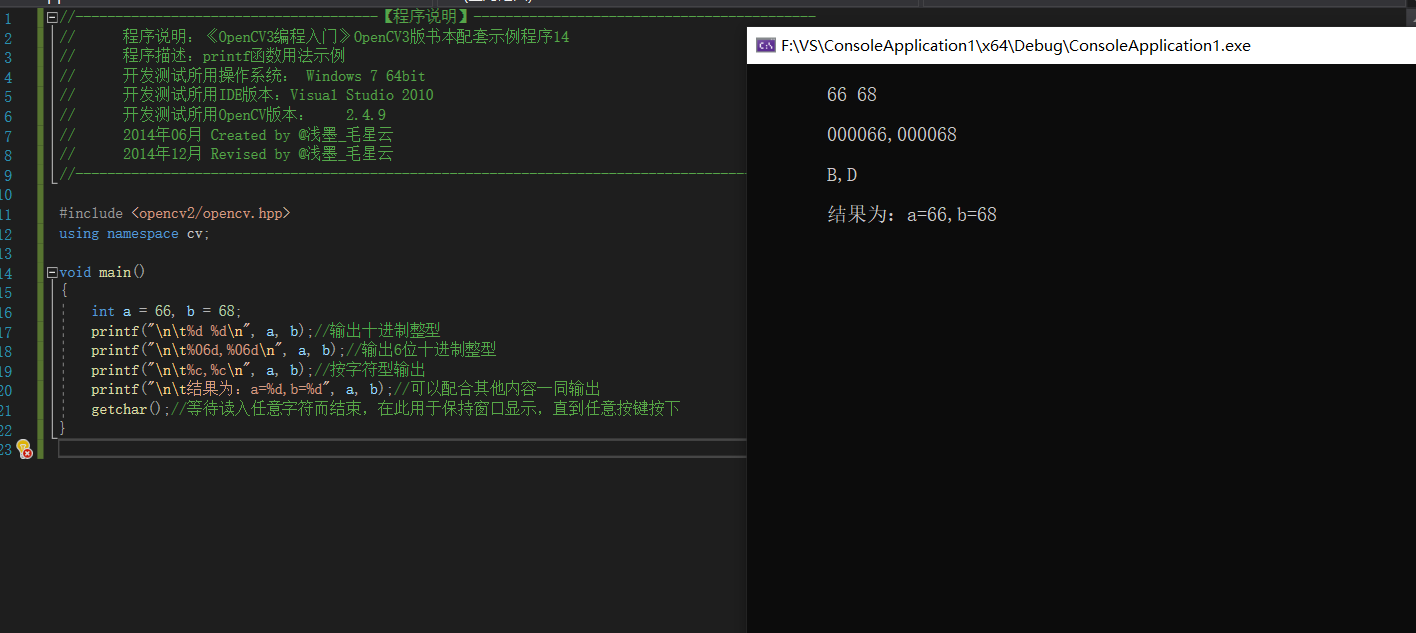 1 //--------------------------------------【程序说明】-------------------------------------------
2 // 程序说明：《OpenCV3编程入门》OpenCV3版书本配套示例程序14
3 // 程序描述：printf函数用法示例
4 // 开发测试所用操作系统： Windows 7 64bit
5 // 开发测试所用IDE版本：Visual Studio 2010
6 // 开发测试所用OpenCV版本： 2.4.9
7 // 2014年06月 Created by @浅墨_毛星云
8 // 2014年12月 Revised by @浅墨_毛星云
9 //------------------------------------------------------------------------------------
10
11 #include <opencv2/opencv.hpp>
12 using namespace cv;
13
14 void main()
15 {
16 int a = 66, b = 68;
17 printf("\n\t%d %d\n", a, b);//输出十进制整型
18 printf("\n\t%06d,%06d\n", a, b);//输出6位十进制整型
19 printf("\n\t%c,%c\n", a, b);//按字符型输出
20 printf("\n\t结果为：a=%d,b=%d", a, b);//可以配合其他内容一同输出
21 getchar();//等待读入任意字符而结束，在此用于保持窗口显示，直到任意按键按下
22 }
23
F:\VS\ConsoleApplication1\x64\Debug\ConsoleApplication1.exe
66 68
000066,000068
B,D
结果为：a=66,b=68